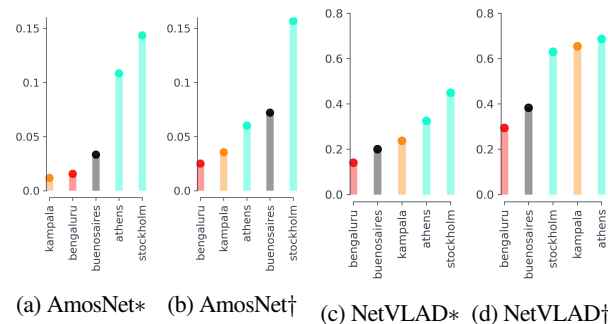 0.15
0.1
0.05
0.0
kampala
bengaluru
buenosaires
athens
stockholm
(a) AmosNet∗
0.15
0.1
0.05
0.0
bengaluru
kampala
athens
buenosaires
stockholm
(b) AmosNet†
0.8
0.6
0.4
0.2
0.0
bengaluru
buenosaires
kampala
athens
stockholm
(c) NetVLAD∗
0.8
0.6
0.4
0.2
0.0
bengaluru
buenosaires
stockholm
kampala
athens
(d) NetVLAD†